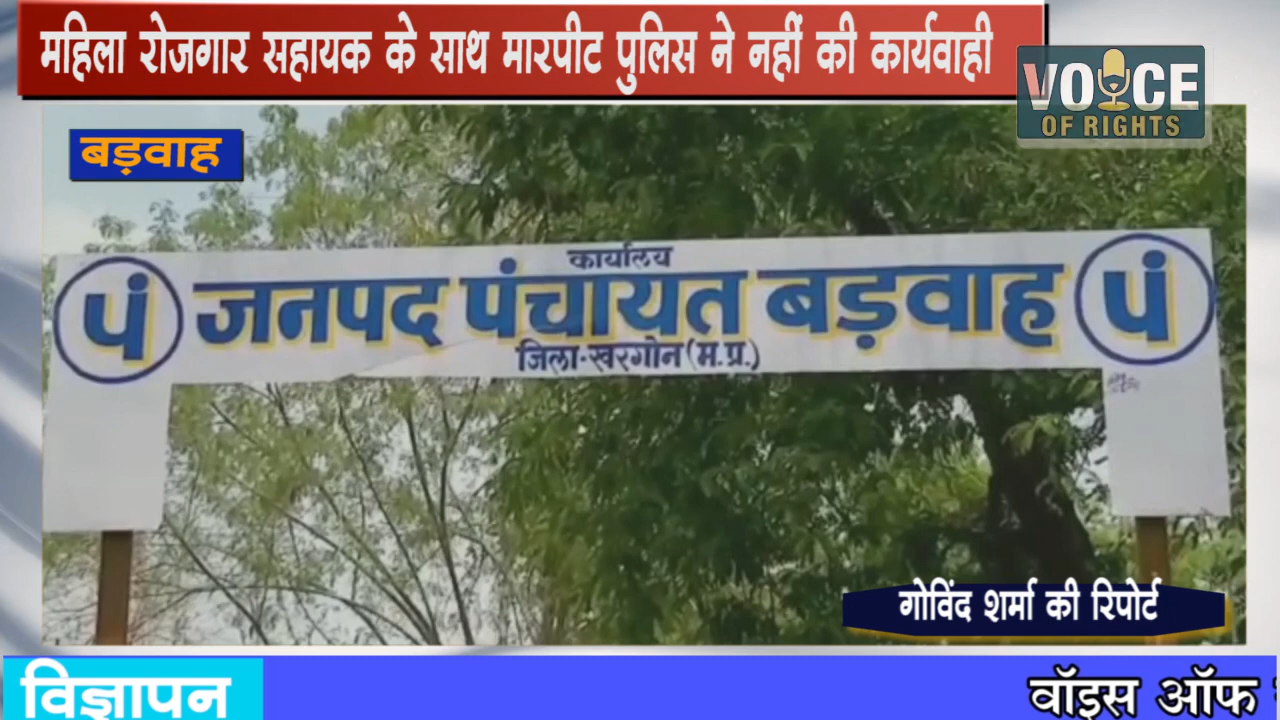 महिला रोजगार सहायक के साथ मारपीट पुलिस ने नहीं की कार्यवाही
VOICE
OF RIGHTS
बड़वाह
कार्यालय
पं जनपद पंचायत बड़वाह पं
जिला-खरगोन (म.प्र.)
गोविंद शर्मा की रिपोर्ट
विज्ञापन
वॉइस ऑफ